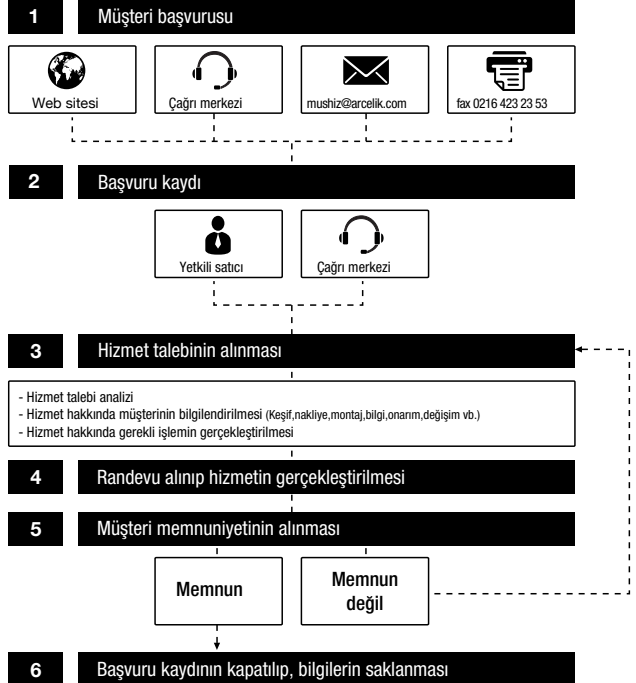 1 Müşteri başvurusu
Web sitesi
Çağrı merkezi
mushiz@arcelik.com
fax 0216 423 23 53
2 Başvuru kaydı
Yetkili satıcı
Çağrı merkezi
3 Hizmet talebinin alınması
- Hizmet talebi analizi
- Hizmet hakkında müşterinin bilgilendirilmesi (Keşif,nakliye,montaj,bilgi,onarım,değişim vb.)
- Hizmet hakkında gerekli işlemin gerçekleştirilmesi
4 Randevu alınıp hizmetin gerçekleştirilmesi
5 Müşteri memnuniyetinin alınması
Memnun
Memnun
değil
6 Başvuru kaydının kapatılıp, bilgilerin saklanması